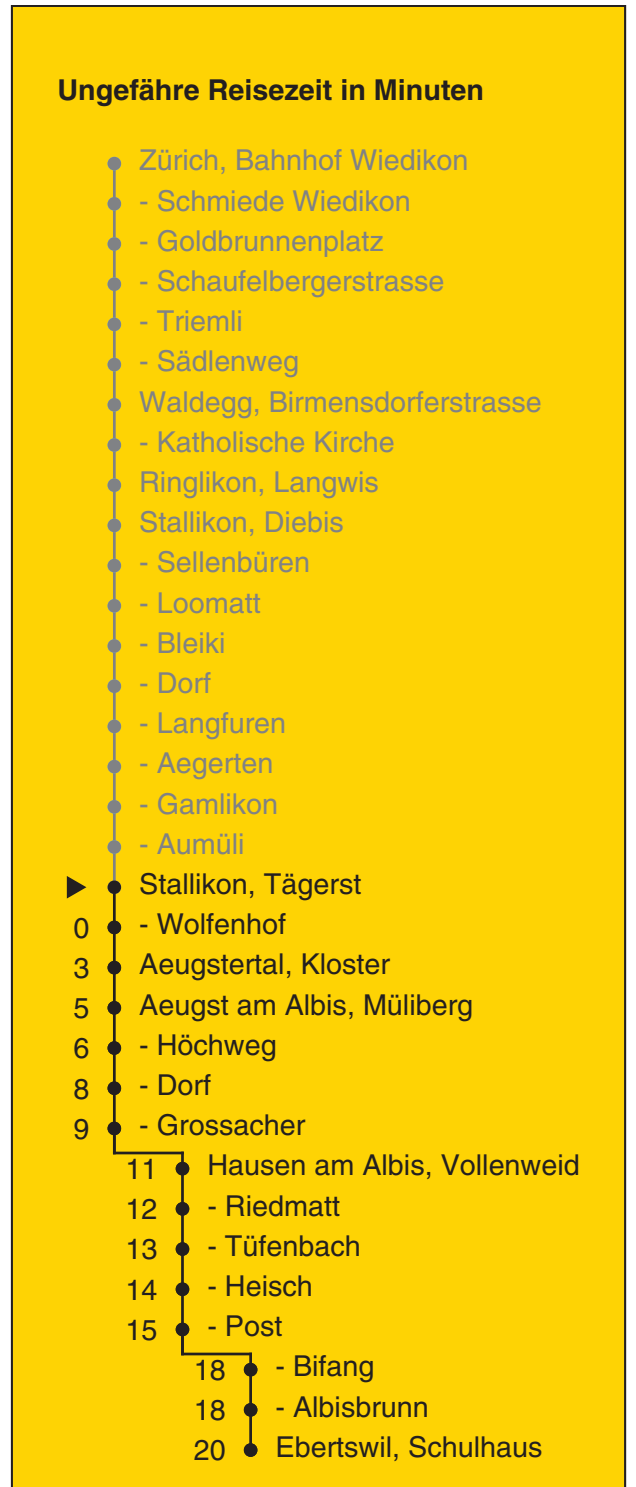 Ungefähre Reisezeit in Minuten
Zürich, Bahnhof Wiedikon
- Schmiede Wiedikon
- Goldbrunnenplatz
- Schaufelbergerstrasse
- Triemli
- Sädlenweg
Waldegg, Birmensdorferstrasse
- Katholische Kirche
Ringlikon, Langwis
Stallikon, Diebis
- Sellenbüren
- Loomatt
- Bleiki
- Dorf
- Langfuren
- Aegerten
- Gamlikon
- Aumüli
Stallikon, Tägerst
0 - Wolfenhof
3 Aeugstertal, Kloster
5 Aeugst am Albis, Müliberg
6 - Höchweg
8 - Dorf
9 - Grossacher
11 Hausen am Albis, Vollenweid
12 - Riedmatt
13 - Tüfenbach
14 - Heisch
15 - Post
18 - Bifang
18 - Albisbrunn
20 Ebertswil, Schulhaus